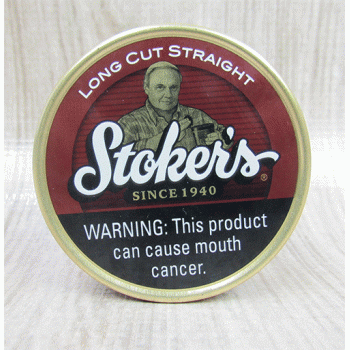 LONG CUT STRAIGHT
Stoker's
®
SINCE 1940
WARNING: This product
can cause mouth
cancer.